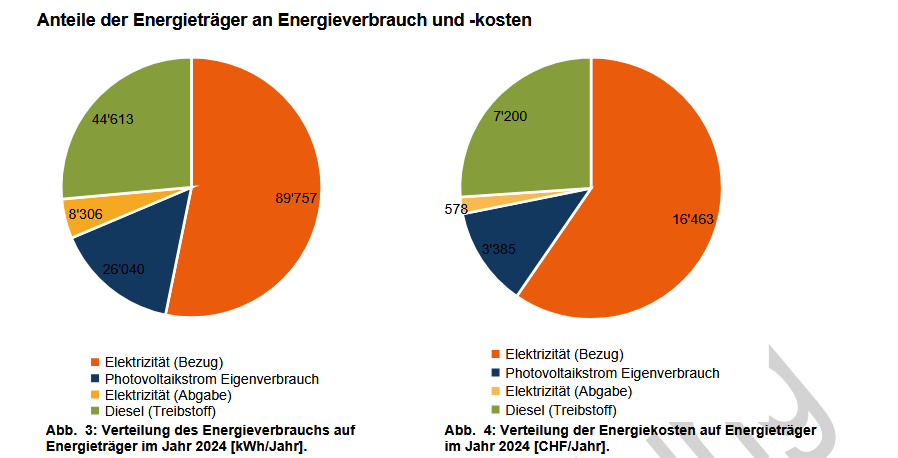 Anteile der Energieträger an Energieverbrauch und -kosten
44'613
89'757
8'306
26'040
Elektrizität (Bezug)
Photovoltaikstrom Eigenverbrauch
Elektrizität (Abgabe)
Diesel (Treibstoff)
Abb. 3: Verteilung des Energieverbrauchs auf
Energieträger im Jahr 2024 [kWh/Jahr].
7'200
578
16'463
3'385
Elektrizität (Bezug)
Photovoltaikstrom Eigenverbrauch
Elektrizität (Abgabe)
Diesel (Treibstoff)
Abb. 4: Verteilung der Energiekosten auf Energieträger
im Jahr 2024 [CHF/Jahr].